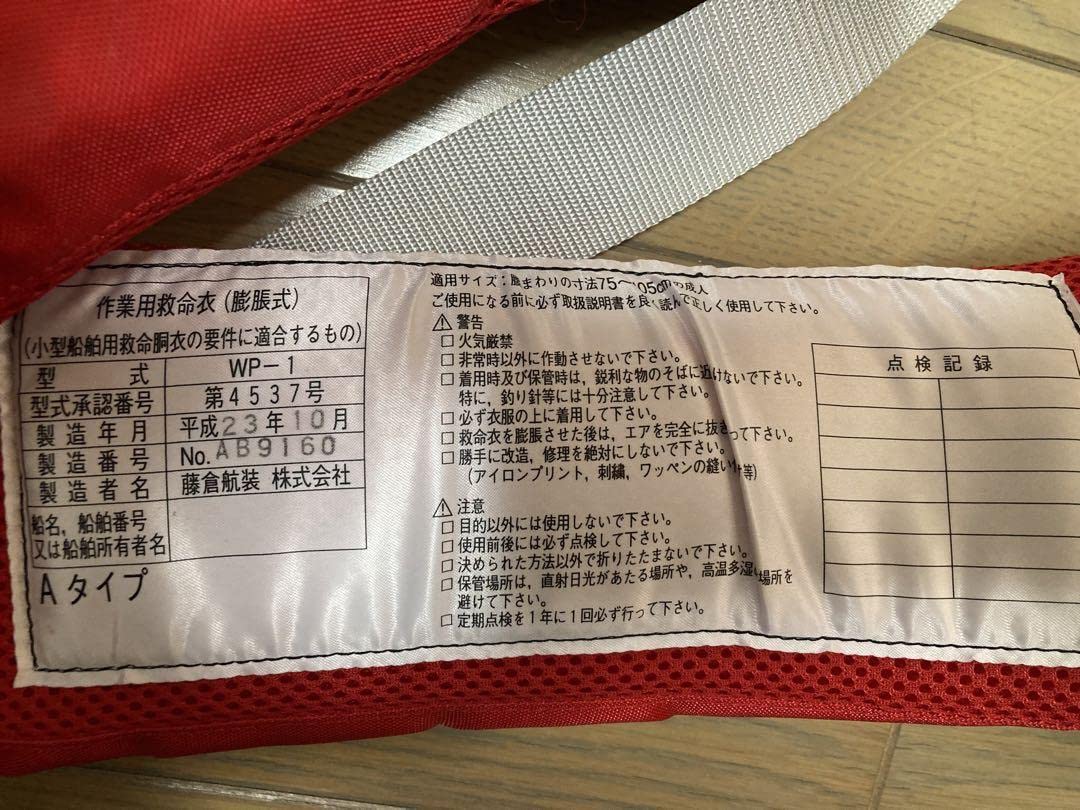 作業用救命衣(膨脹式)
(小型船舶用救命胴衣の要件に適合するもの)
型 式 WP-1
型式承認番号 第4537号
製造年月 平成23年10月
製造番号 No.AB9160
製造者名 藤倉航装 株式会社
船名,船舶番号
又は船舶所有者名
Aタイプ
適用サイズ:まわりの寸法75~105cm 成人
ご使用になる前に必ず取扱説明書を良く読んで正しく使用して下さい。
⚠ 警告
□ 火気厳禁
□ 非常時以外に作動させないで下さい。
□ 着用時及び保管時は,鋭利な物のそばに近けないで下さい。
特に,釣り針等には十分注意して下さい。
□ 必ず衣服の上に着用して下さい。
□ 救命衣を膨脹させた後は,エアを完全に抜きって下さい。
□ 勝手に改造,修理を絶対にしないで下さい。
(アイロンプリント,刺繍,ワッペンの縫い付等)
⚠ 注意
□ 目的以外には使用しないで下さい。
□ 使用前後には必ず点検して下さい。
□ 決められた方法以外で折りたたまないで下さい。
□ 保管場所は,直射日光があたる場所や,高温多湿い場所を
避けて下さい。
□ 定期点検を1年に1回必ず行って下さい。
点検記録